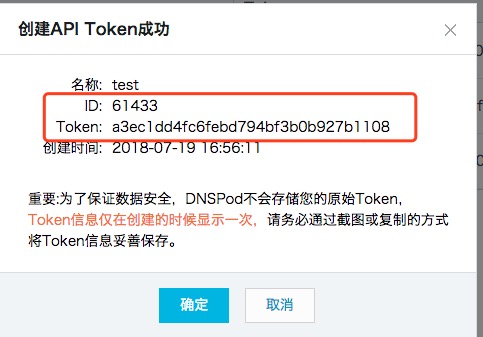 创建API Token成功
名称: test
ID: 61433
Token: a3ec1dd4fc6febd794bf3b0b927b1108
创建时间: 2018-07-19 16:56:11
重要:为了保证数据安全，DNSPod不会存储您的原始Token，
Token信息仅在创建的时候显示一次，请务必通过截图或复制的方式
将Token信息妥善保存。
确定
取消